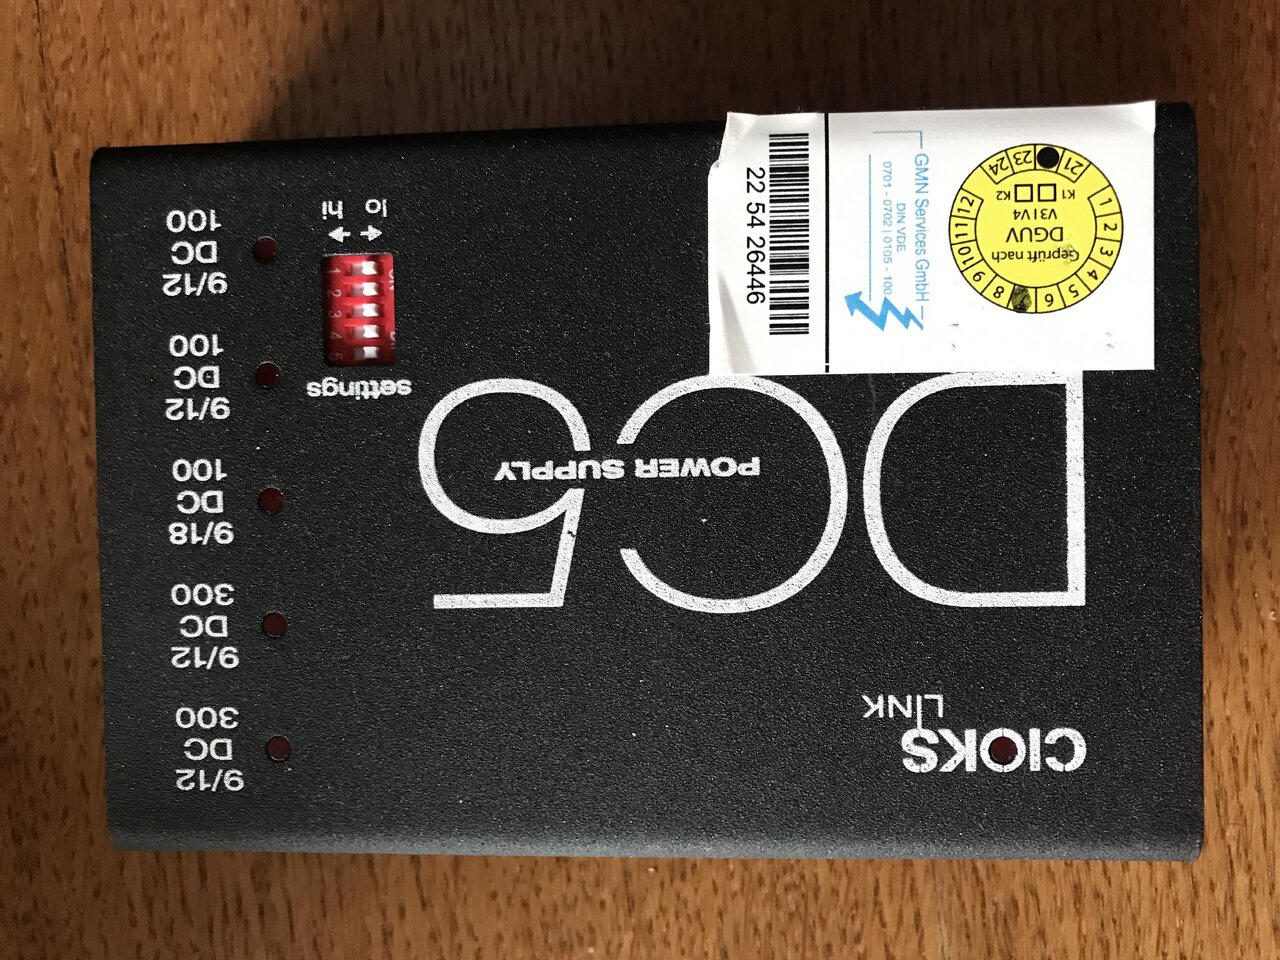 CIOKS
LINK
9/12
DC
300
9/12
DC
300
9/18
DC
100
9/12
DC
100
9/12
DC
100
DC5
POWER SUPPLY
settings
1
2
3
4
5
lo hi
Geprüft nach
DGUV
V3 I V4
K1
K2
1 2 3 4 5 6 8 9 10 11 12
21 23 24
GMN Services GmbH
DIN VDE
0701 - 0702 | 0105 - 100
22 54 26446